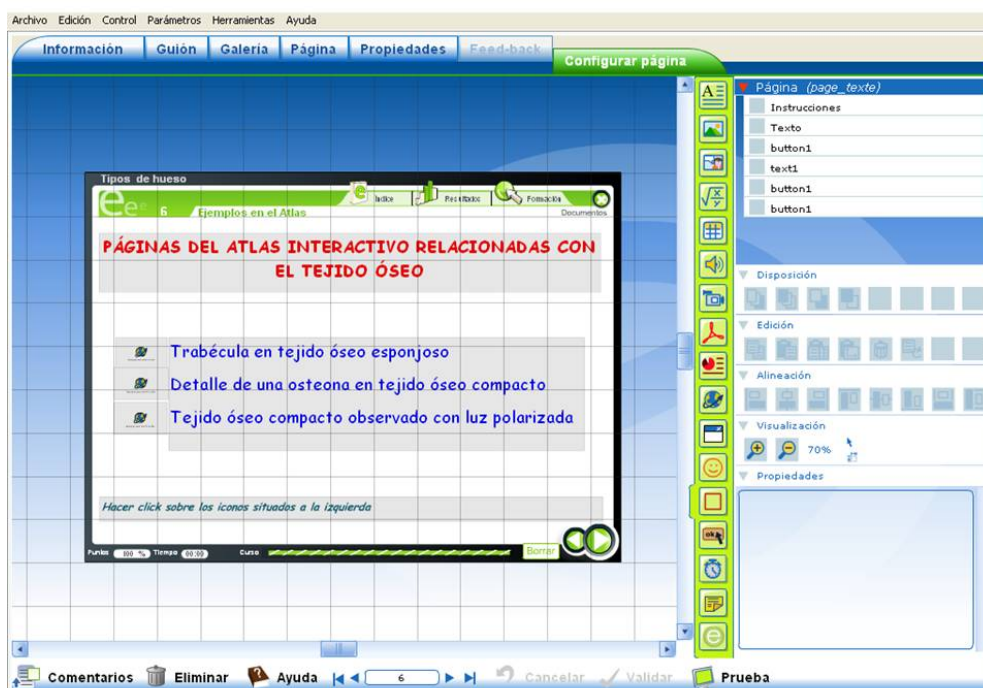 Archivo Edición Control Parámetros Herramientas Ayuda
Información Guión Galería Página Propiedades Feed-back Configurar página
Página (page_texte)
Instrucciones
Texto
button1
text1
button1
button1
Tipos de hueso
6 Ejemplos en el Atlas
Indice Resultados Formación
Documentos
PÁGINAS DEL ATLAS INTERACTIVO RELACIONADAS CON
EL TEJIDO ÓSEO
Trabécula en tejido óseo esponjoso
Detalle de una osteona en tejido óseo compacto
Tejido óseo compacto observado con luz polarizada
Hacer click sobre los iconos situados a la izquierda
Puntos 100 % Tiempo 00:00 Curso Borrar
Disposición
Edición
Alineación
Visualización
70%
Propiedades
Comentarios Eliminar Ayuda 6 Cancelar Validar Prueba